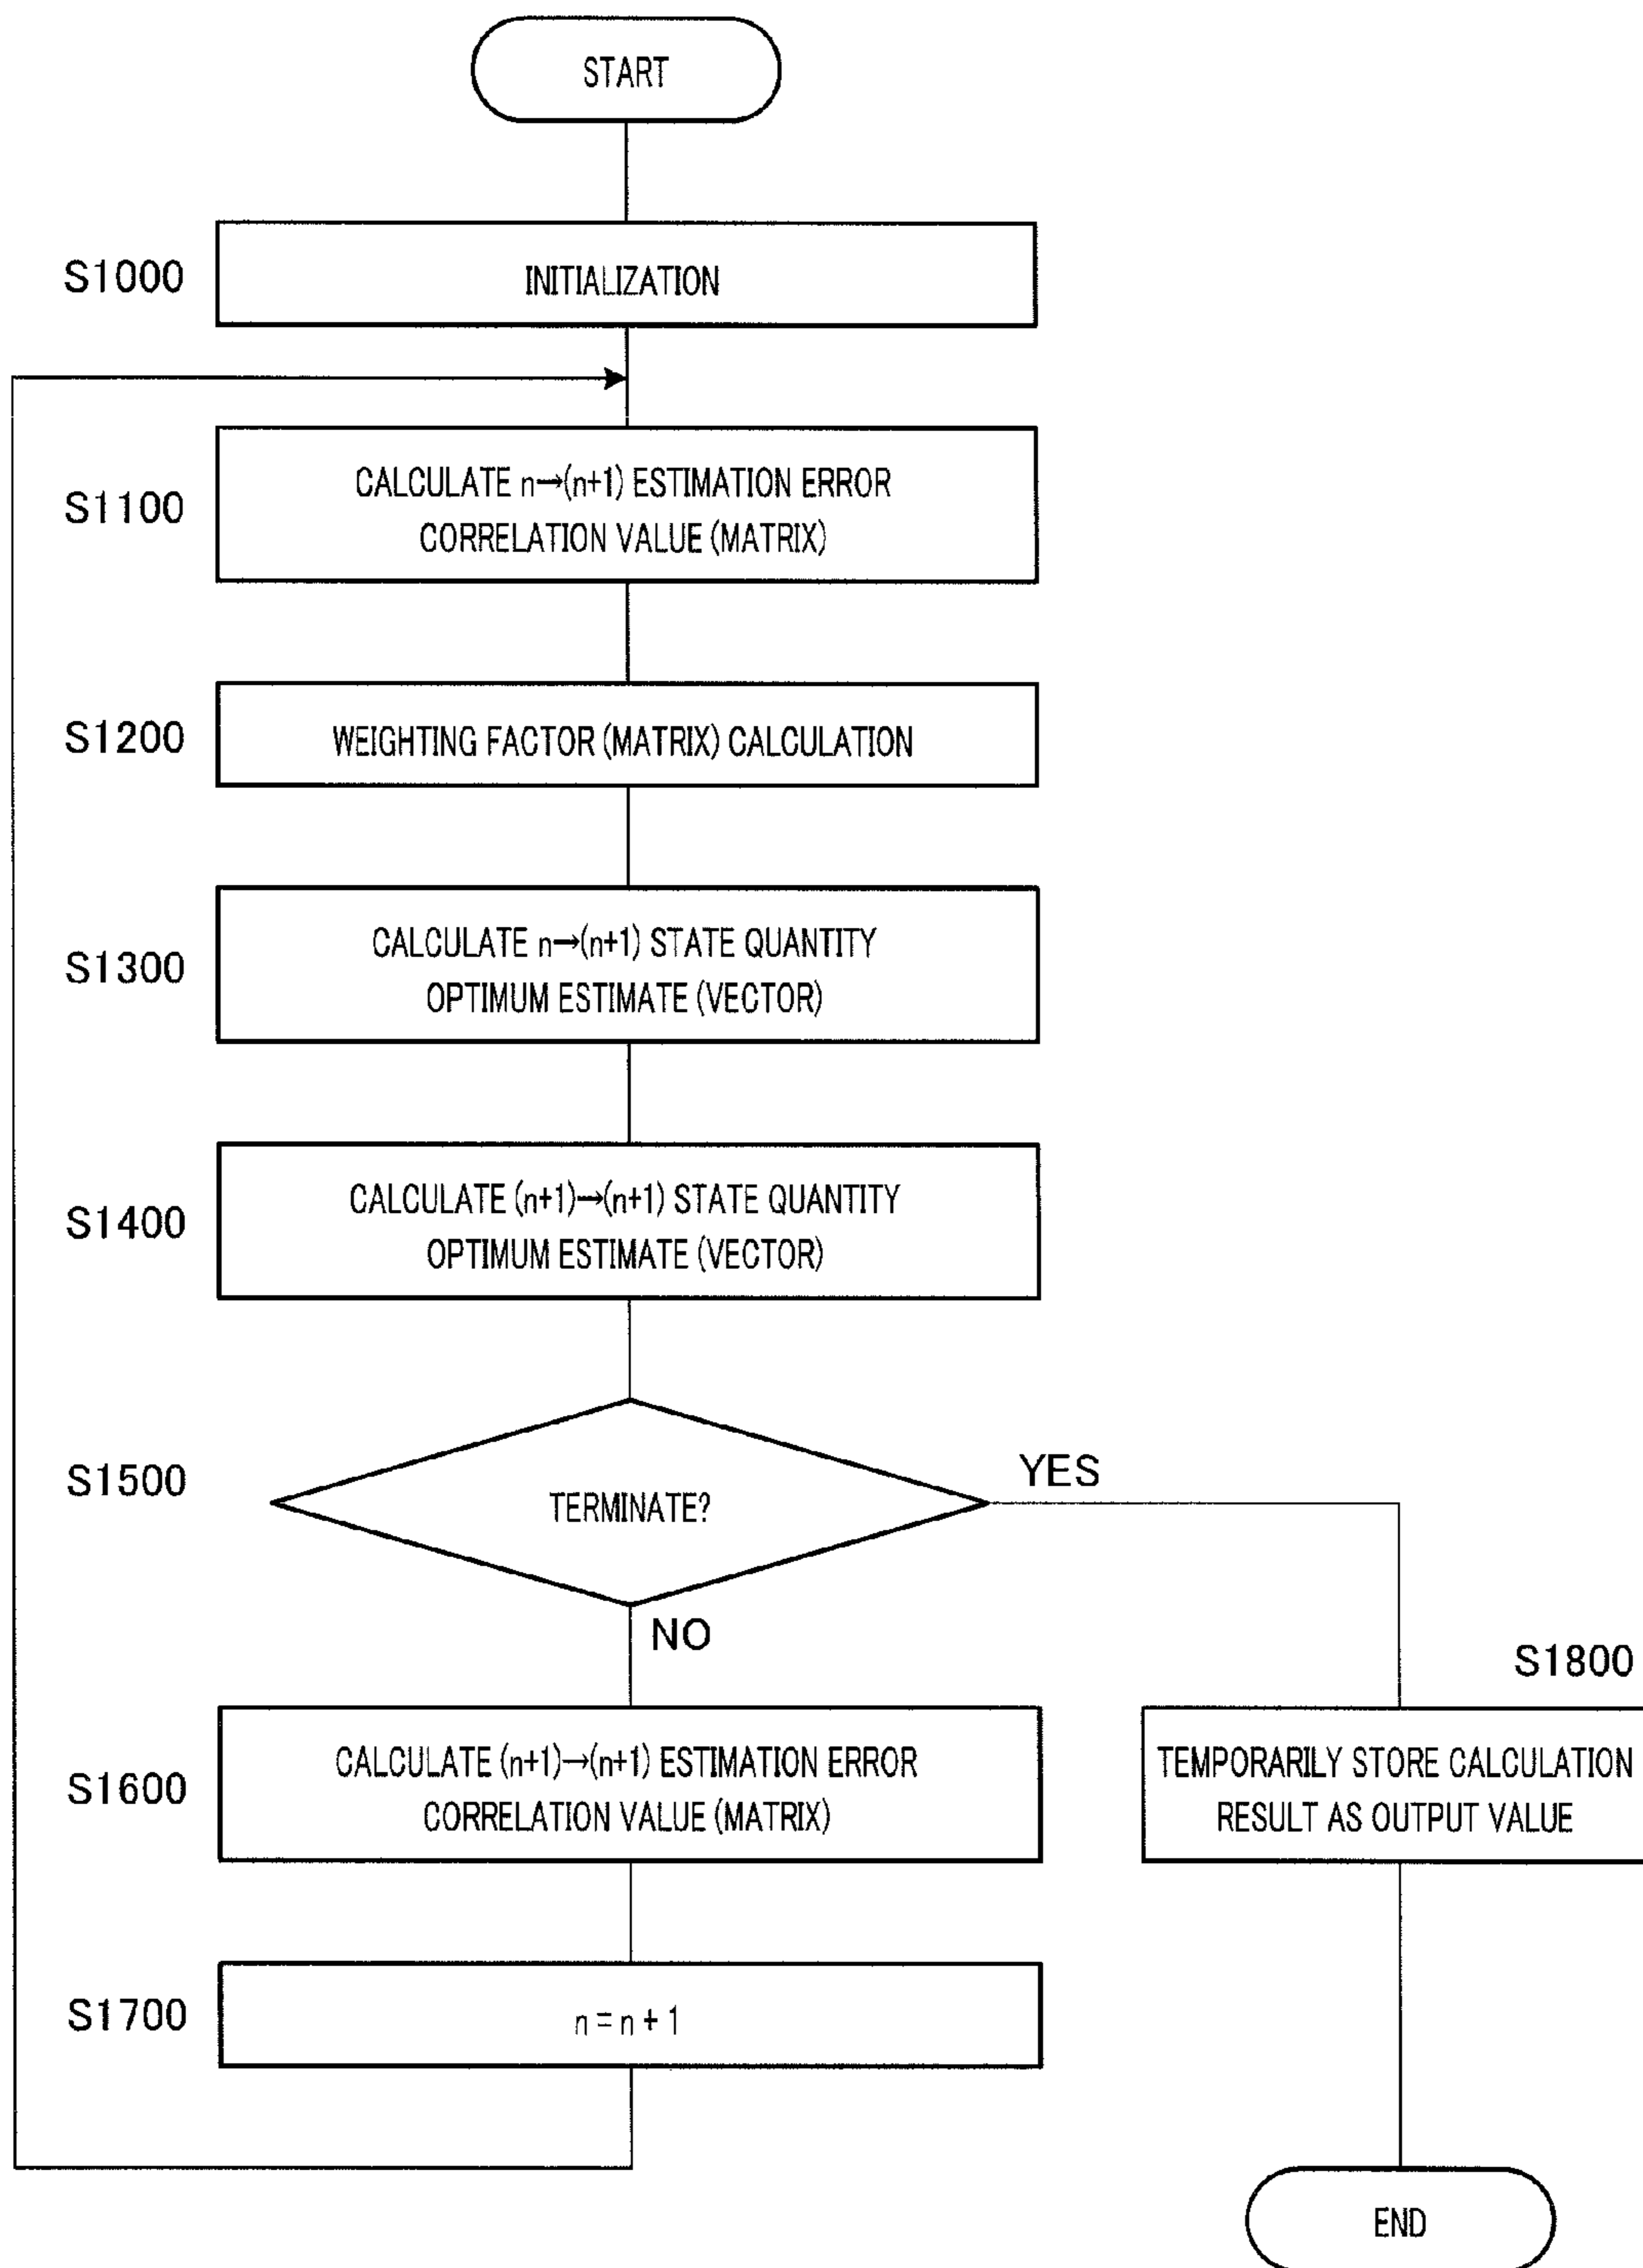 START
S1000
INITIALIZATION
S1100
CALCULATE n→(n+1) ESTIMATION ERROR
CORRELATION VALUE (MATRIX)
S1200
WEIGHTING FACTOR (MATRIX) CALCULATION
S1300
CALCULATE n→(n+1) STATE QUANTITY
OPTIMUM ESTIMATE (VECTOR)
S1400
CALCULATE (n+1)→(n+1) STATE QUANTITY
OPTIMUM ESTIMATE (VECTOR)
S1500
TERMINATE?
YES
NO
S1600
CALCULATE (n+1)→(n+1) ESTIMATION ERROR
CORRELATION VALUE (MATRIX)
S1700
n = n + 1
S1800
TEMPORARILY STORE CALCULATION
RESULT AS OUTPUT VALUE
END